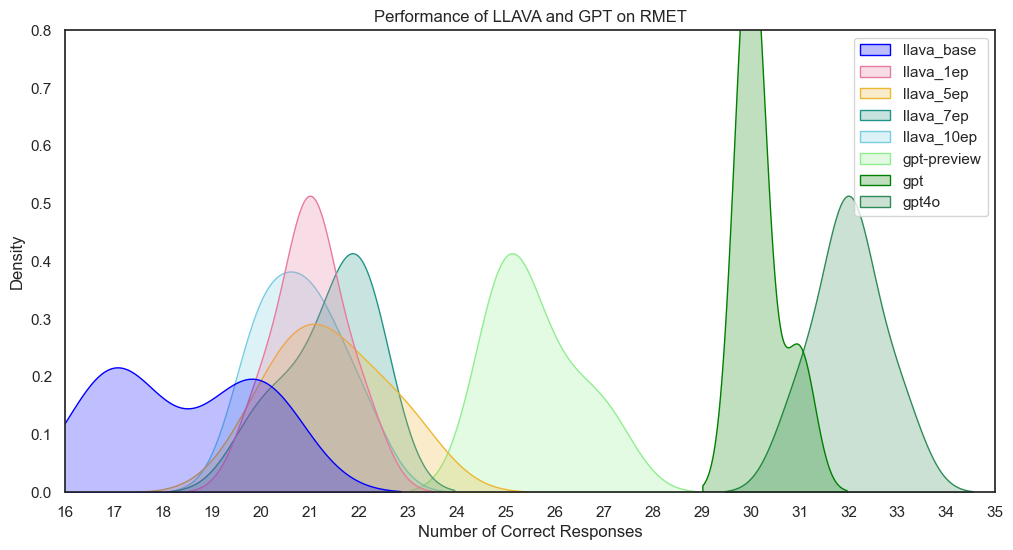 Performance of LLAVA and GPT on RMET
Density
0.8
0.7
0.6
0.5
0.4
0.3
0.2
0.1
0.0
llava_base
llava_1ep
llava_5ep
llava_7ep
llava_10ep
gpt-preview
gpt
gpt4o
16 17 18 19 20 21 22 23 24 25 26 27 28 29 30 31 32 33 34 35
Number of Correct Responses